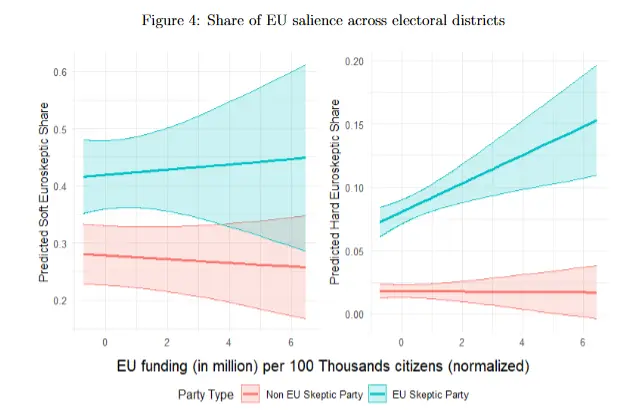 Figure 4: Share of EU salience across electoral districts
Predicted Soft Euroskeptic Share
0.6
0.5
0.4
0.3
0.2
0 2 4 6
Predicted Hard Euroskeptic Share
0.20
0.15
0.10
0.05
0.00
0 2 4 6
EU funding (in million) per 100 Thousands citizens (normalized)
Party Type Non EU Skeptic Party EU Skeptic Party